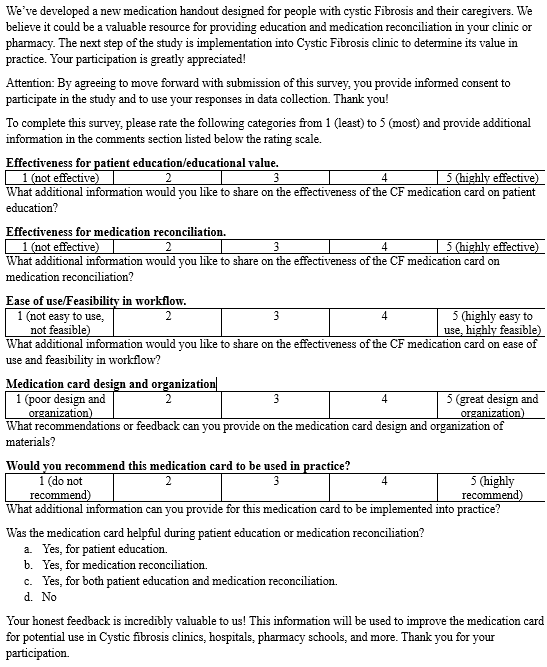 We've developed a new medication handout designed for people with cystic Fibrosis and their caregivers. We
believe it could be a valuable resource for providing education and medication reconciliation in your clinic or
pharmacy. The next step of the study is implementation into Cystic Fibrosis clinic to determine its value in
practice. Your participation is greatly appreciated!
Attention: By agreeing to move forward with submission of this survey, you provide informed consent to
participate in the study and to use your responses in data collection. Thank you!
To complete this survey, please rate the following categories from 1 (least) to 5 (most) and provide additional
information in the comments section listed below the rating scale.
Effectiveness for patient education/educational value.
1 (not effective) 2 3 4 5 (highly effective)
What additional information would you like to share on the effectiveness of the CF medication card on patient
education?
Effectiveness for medication reconciliation.
1 (not effective) 2 3 4 5 (highly effective)
What additional information would you like to share on the effectiveness of the CF medication card on
medication reconciliation?
Ease of use/Feasibility in workflow.
1 (not easy to use, 2 3 4 5 (highly easy to
not feasible) use, highly feasible)
What additional information would you like to share on the effectiveness of the CF medication card on ease of
use and feasibility in workflow?
Medication card design and organization
1 (poor design and 2 3 4 5 (great design and
organization) organization)
What recommendations or feedback can you provide on the medication card design and organization of
materials?
Would you recommend this medication card to be used in practice?
1 (do not 2 3 4 5 (highly
recommend) recommend)
What additional information can you provide for this medication card to be implemented into practice?
Was the medication card helpful during patient education or medication reconciliation?
a. Yes, for patient education.
b. Yes, for medication reconciliation.
c. Yes, for both patient education and medication reconciliation.
d. No
Your honest feedback is incredibly valuable to us! This information will be used to improve the medication card
for potential use in Cystic fibrosis clinics, hospitals, pharmacy schools, and more. Thank you for your
participation.